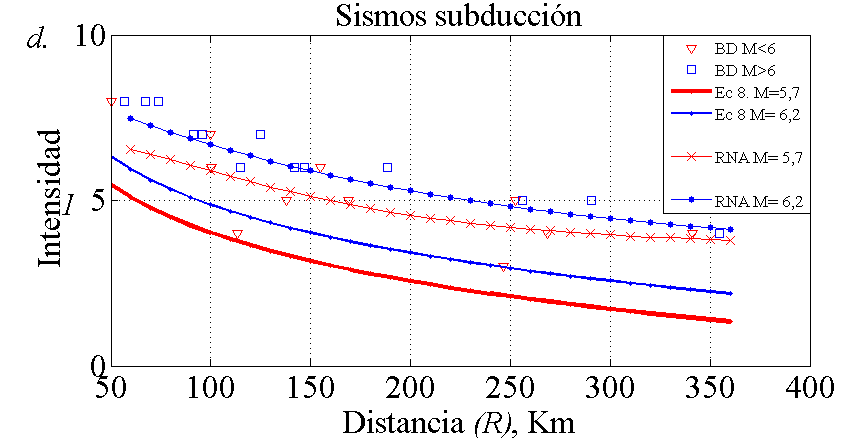 Sismos subducción
d.
10
5
0
Intensidad I
50 100 150 200 250 300 350 400
Distancia (R), Km
BD M<6
BD M>6
Ec 8. M=5,7
Ec 8 M= 6,2
RNA M= 5,7
RNA M= 6,2